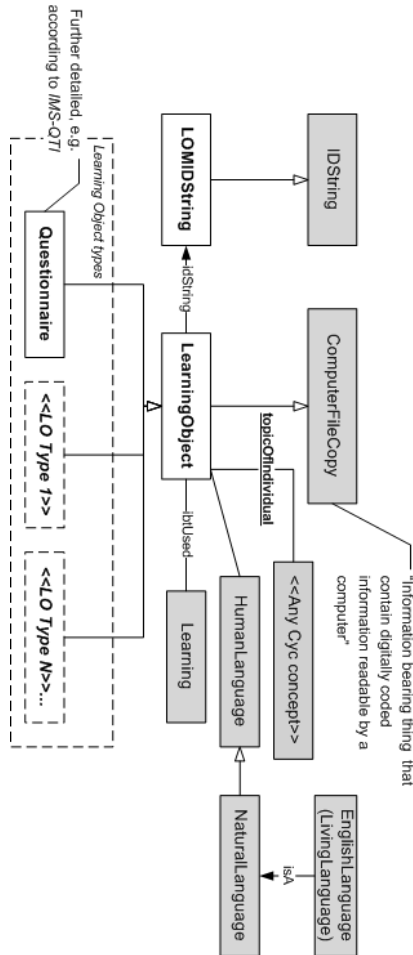 IDString
ComputerFileCopy
"Information bearing thing that
contain digitally coded
information readable by a
computer"
LOMIDString
idString
LearningObject
topicOfIndividual
ibtUsed
Learning
HumanLanguage
<<Any Cyc concept>>
NaturalLanguage
isA
EnglishLanguage
(LivingLanguage)
Further detailed, e.g.
according to IMS-QTI
Learning Object types
Questionnaire
<<LO Type 1>>
<<LO Type N>>...